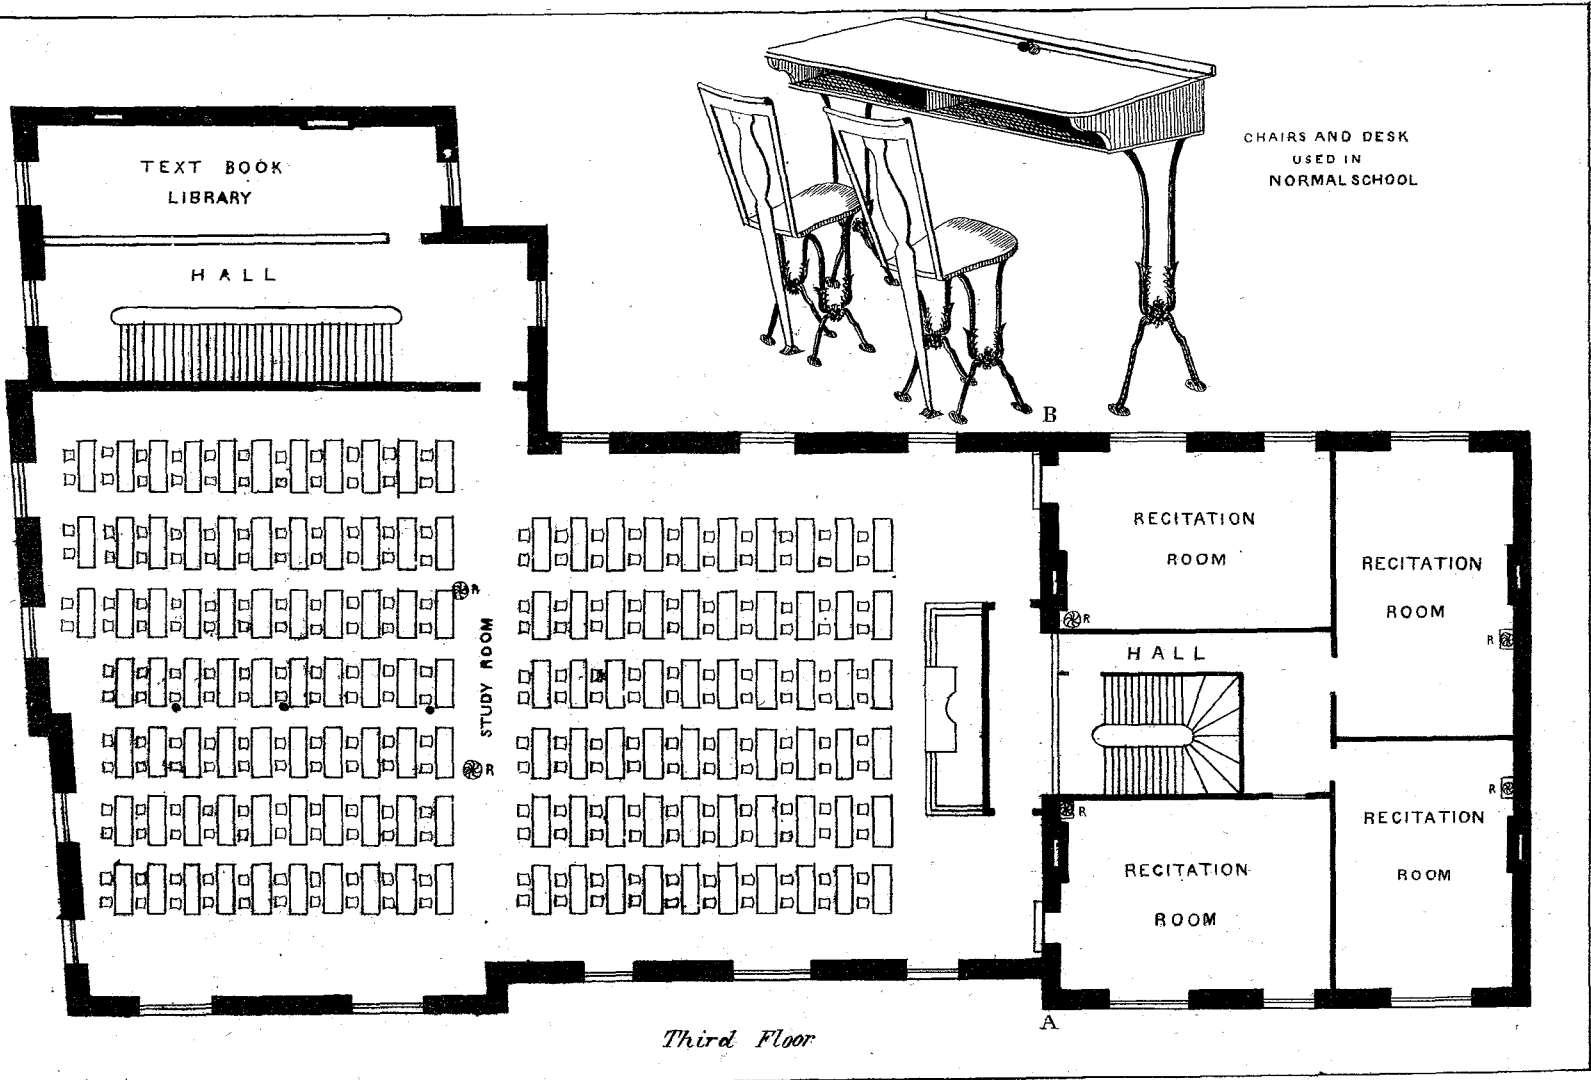 CHAIRS AND DESK
USED IN
NORMAL SCHOOL
TEXT BOOK
LIBRARY
HALL
B
RECITATION
ROOM
RECITATION
ROOM
R
R
STUDY ROOM
R
R
HALL
R
R
RECITATION
ROOM
RECITATION
ROOM
A
Third Floor